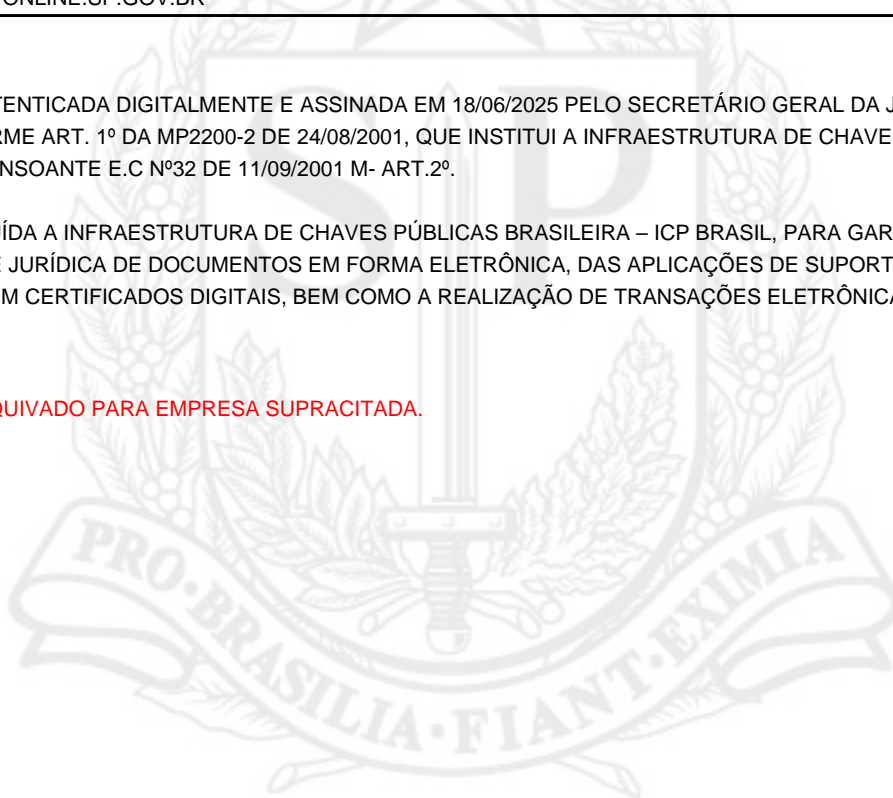 ONLINE.SP.GOV.BR
TENTICADA DIGITALMENTE E ASSINADA EM 18/06/2025 PELO SECRETÁRIO GERAL DA J
RME ART. 1º DA MP2200-2 DE 24/08/2001, QUE INSTITUI A INFRAESTRUTURA DE CHAVE
NSOANTE E.C Nº32 DE 11/09/2001 M- ART.2º.
UÍDA A INFRAESTRUTURA DE CHAVES PÚBLICAS BRASILEIRA – ICP BRASIL, PARA GAR
E JURÍDICA DE DOCUMENTOS EM FORMA ELETRÔNICA, DAS APLICAÇÕES DE SUPORT
M CERTIFICADOS DIGITAIS, BEM COMO A REALIZAÇÃO DE TRANSAÇÕES ELETRÔNICA
QUIVADO PARA EMPRESA SUPRACITADA.
SP
PRO·BRASILIA·FIANT·EXIMIA